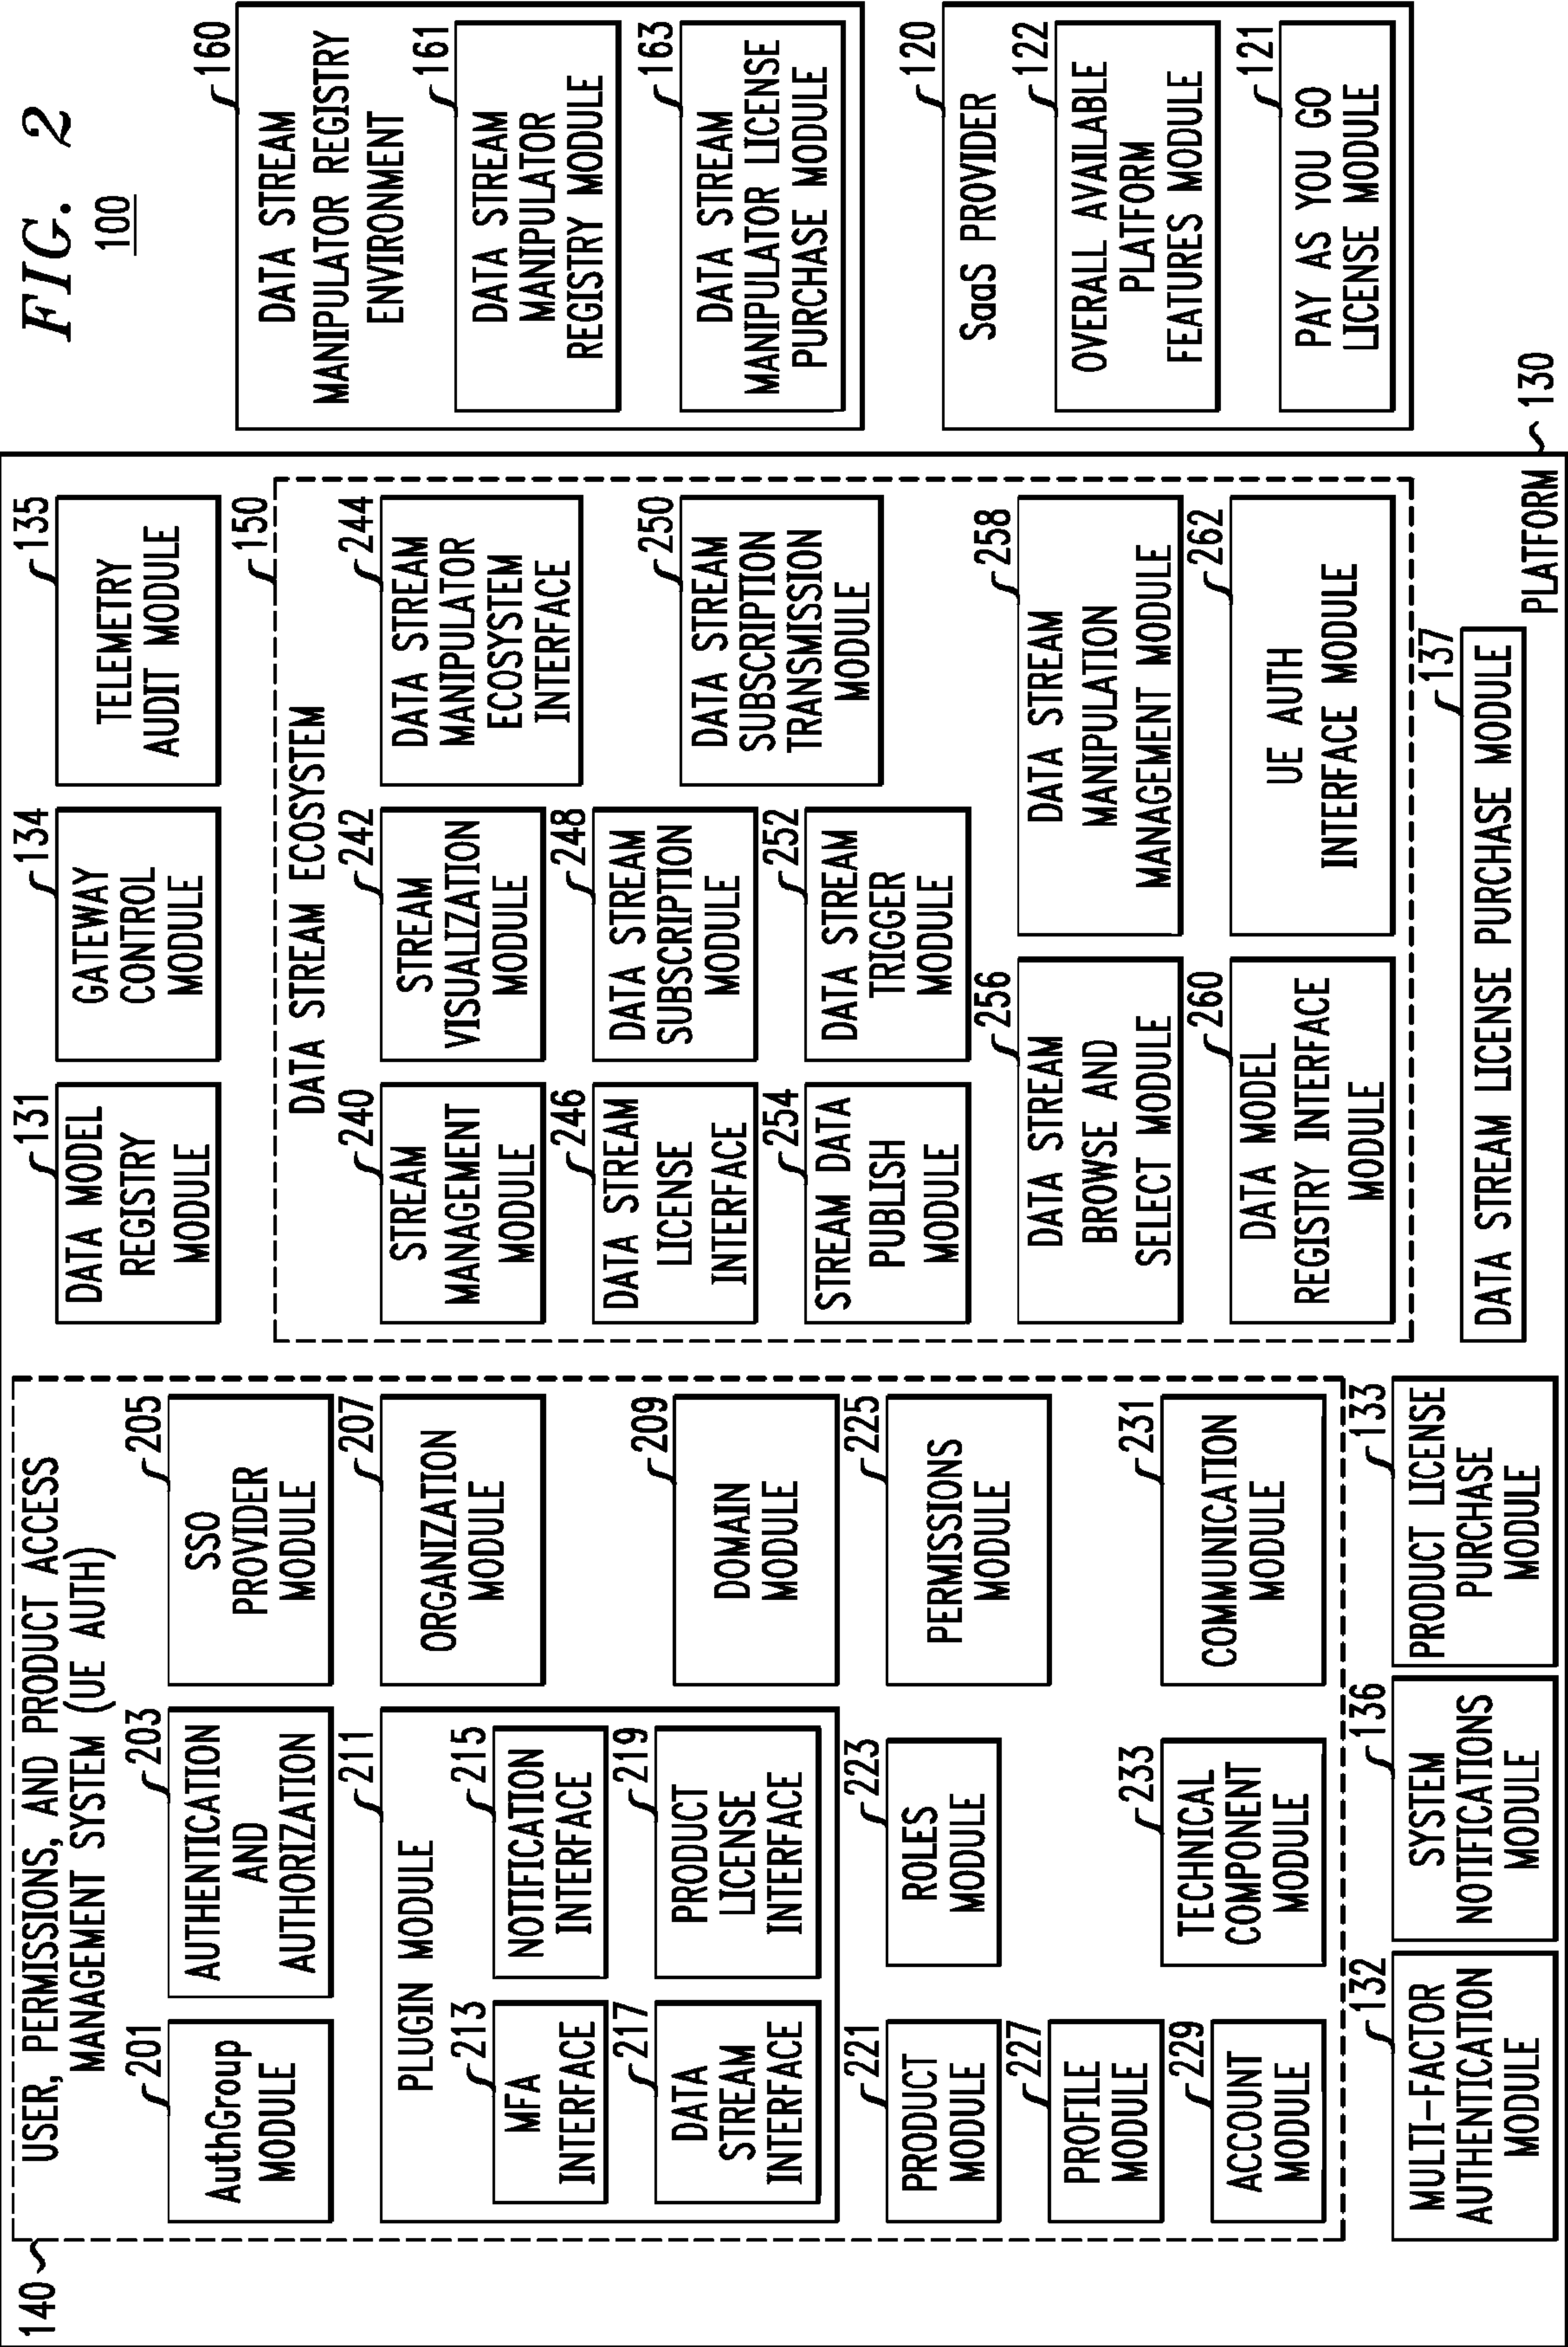 FIG. 2
100
140
USER, PERMISSIONS, AND PRODUCT ACCESS
MANAGEMENT SYSTEM (UE AUTH)
201
AuthGroup
MODULE
203
AUTHENTICATION
AND
AUTHORIZATION
205
SSO
PROVIDER
MODULE
211
PLUGIN MODULE
213
MFA
INTERFACE
215
NOTIFICATION
INTERFACE
217
DATA
STREAM
INTERFACE
219
PRODUCT
LICENSE
INTERFACE
207
ORGANIZATION
MODULE
209
DOMAIN
MODULE
221
PRODUCT
MODULE
223
ROLES
MODULE
225
PERMISSIONS
MODULE
227
PROFILE
MODULE
229
ACCOUNT
MODULE
233
TECHNICAL
COMPONENT
MODULE
231
COMMUNICATION
MODULE
132
MULTI-FACTOR
AUTHENTICATION
MODULE
136
SYSTEM
NOTIFICATIONS
MODULE
133
PRODUCT LICENSE
PURCHASE
MODULE
131
DATA MODEL
REGISTRY
MODULE
134
GATEWAY
CONTROL
MODULE
135
TELEMETRY
AUDIT MODULE
150
DATA STREAM ECOSYSTEM
240
STREAM
MANAGEMENT
MODULE
242
STREAM
VISUALIZATION
MODULE
244
DATA STREAM
MANIPULATOR
ECOSYSTEM
INTERFACE
246
DATA STREAM
LICENSE
INTERFACE
248
DATA STREAM
SUBSCRIPTION
MODULE
250
DATA STREAM
SUBSCRIPTION
TRANSMISSION
MODULE
254
STREAM DATA
PUBLISH
MODULE
252
DATA STREAM
TRIGGER
MODULE
256
DATA STREAM
BROWSE AND
SELECT MODULE
258
DATA STREAM
MANIPULATION
MANAGEMENT MODULE
260
DATA MODEL
REGISTRY INTERFACE
MODULE
262
UE AUTH
INTERFACE MODULE
137
DATA STREAM LICENSE PURCHASE MODULE
PLATFORM
130
160
DATA STREAM
MANIPULATOR REGISTRY
ENVIRONMENT
161
DATA STREAM
MANIPULATOR
REGISTRY MODULE
163
DATA STREAM
MANIPULATOR LICENSE
PURCHASE MODULE
120
SaaS PROVIDER
122
OVERALL AVAILABLE
PLATFORM
FEATURES MODULE
121
PAY AS YOU GO
LICENSE MODULE